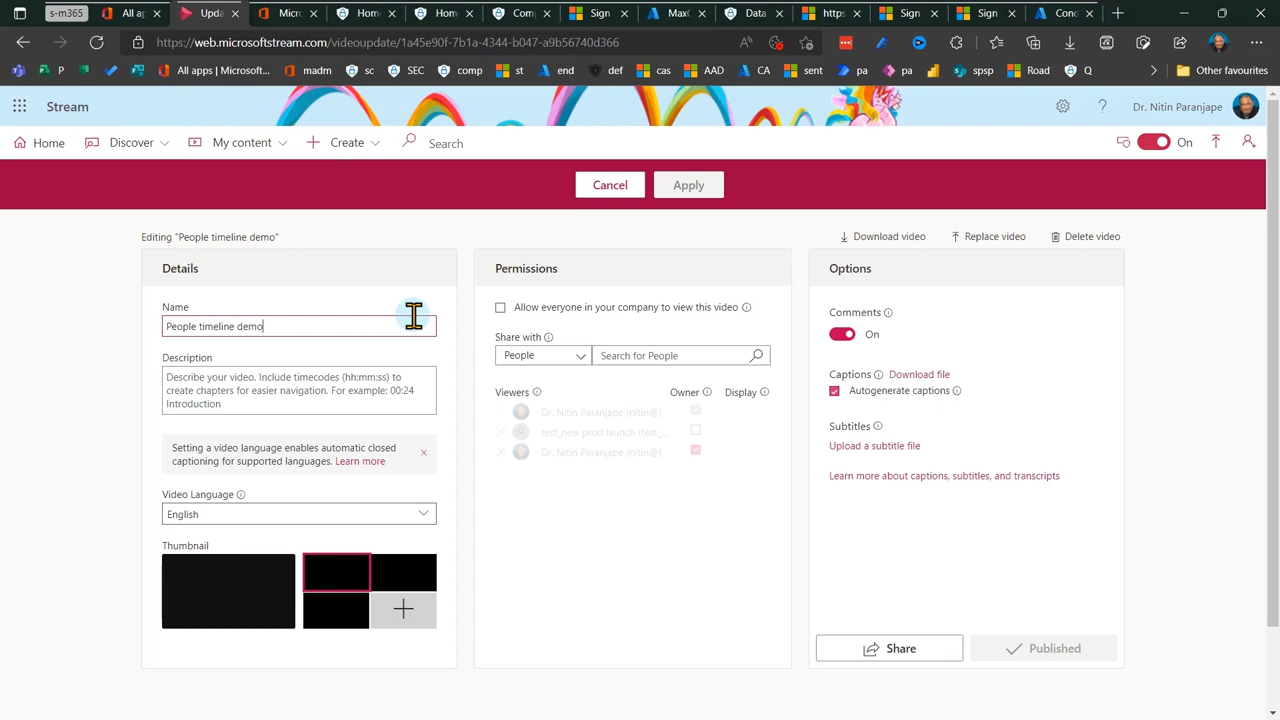 s-m365
All ap
Upda
Micro
Home
Home
Comp
Sign
MaxC
Data
https
Sign
Sign
Cond
https://web.microsoftstream.com/videoupdate/1a45e90f-7b1a-4344-b047-a9b56740d366
P
All apps | Microsoft...
madm
sc
SEC
comp
st
end
def
cas
AAD
CA
sent
pa
pa
spsp
Road
Q
Other favourites
Stream
Dr. Nitin Paranjape
Home
Discover
My content
Create
Search
On
Cancel
Apply
Editing "People timeline demo"
Download video
Replace video
Delete video
Details
Permissions
Options
Name
People timeline demo
Description
Describe your video. Include timecodes (hh:mm:ss) to
create chapters for easier navigation. For example: 00:24
Introduction
Setting a video language enables automatic closed
captioning for supported languages. Learn more
Video Language
English
Thumbnail
Allow everyone in your company to view this video
Share with
People
Search for People
Viewers
Owner
Display
Dr. Nitin Paranjape (nitin@)
test_new prod launch (test_...
Dr. Nitin Paranjape (nitin@)
Comments
On
Captions
Download file
Autogenerate captions
Subtitles
Upload a subtitle file
Learn more about captions, subtitles, and transcripts
Share
Published